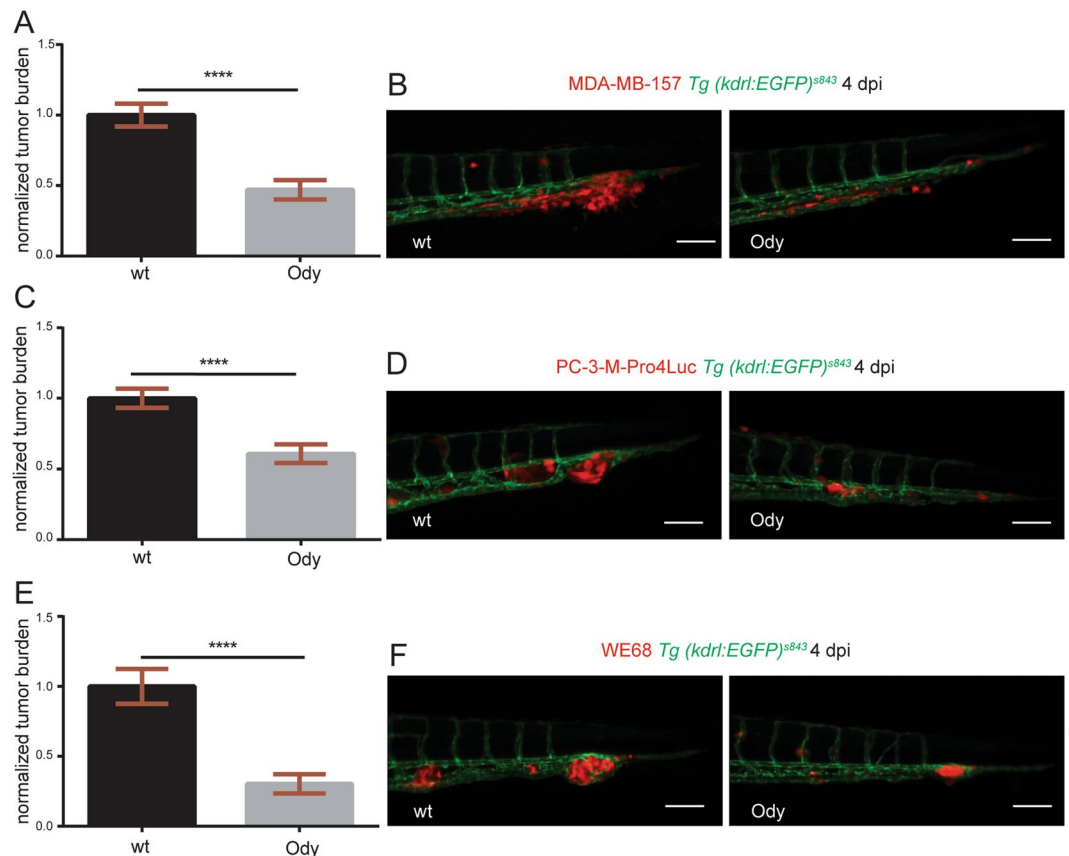 A
normalized tumor burden
1.5
1.0
0.5
0.0
****
wt
Ody
B
MDA-MB-157 Tg (kdrl:EGFP)s843 4 dpi
wt
Ody
C
normalized tumor burden
1.5
1.0
0.5
0.0
****
wt
Ody
D
PC-3-M-Pro4Luc Tg (kdrl:EGFP)s843 4 dpi
wt
Ody
E
normalized tumor burden
1.5
1.0
0.5
0.0
****
wt
Ody
F
WE68 Tg (kdrl:EGFP)s843 4 dpi
wt
Ody